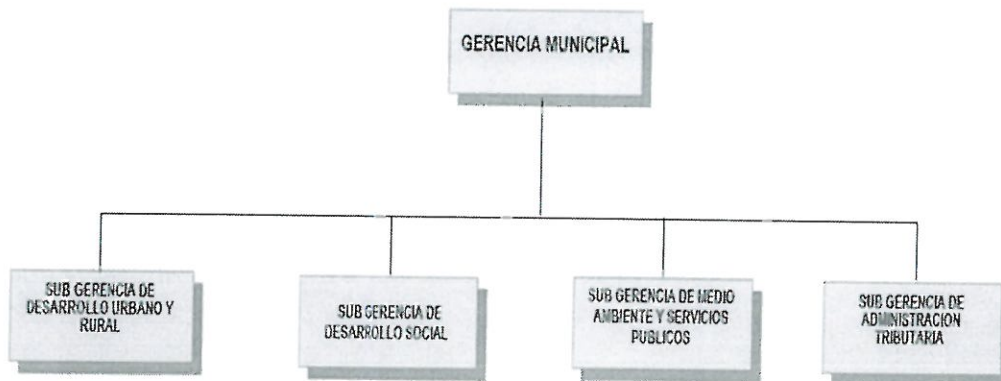 GERENCIA MUNICIPAL
SUB GERENCIA DE
DESARROLLO URBANO Y
RURAL
SUB GERENCIA DE
DESARROLLO SOCIAL
SUB GERENCIA DE MEDIO
AMBIENTE Y SERVICIOS
PUBLICOS
SUB GERENCIA DE
ADMINISTRACION
TRIBUTARIA